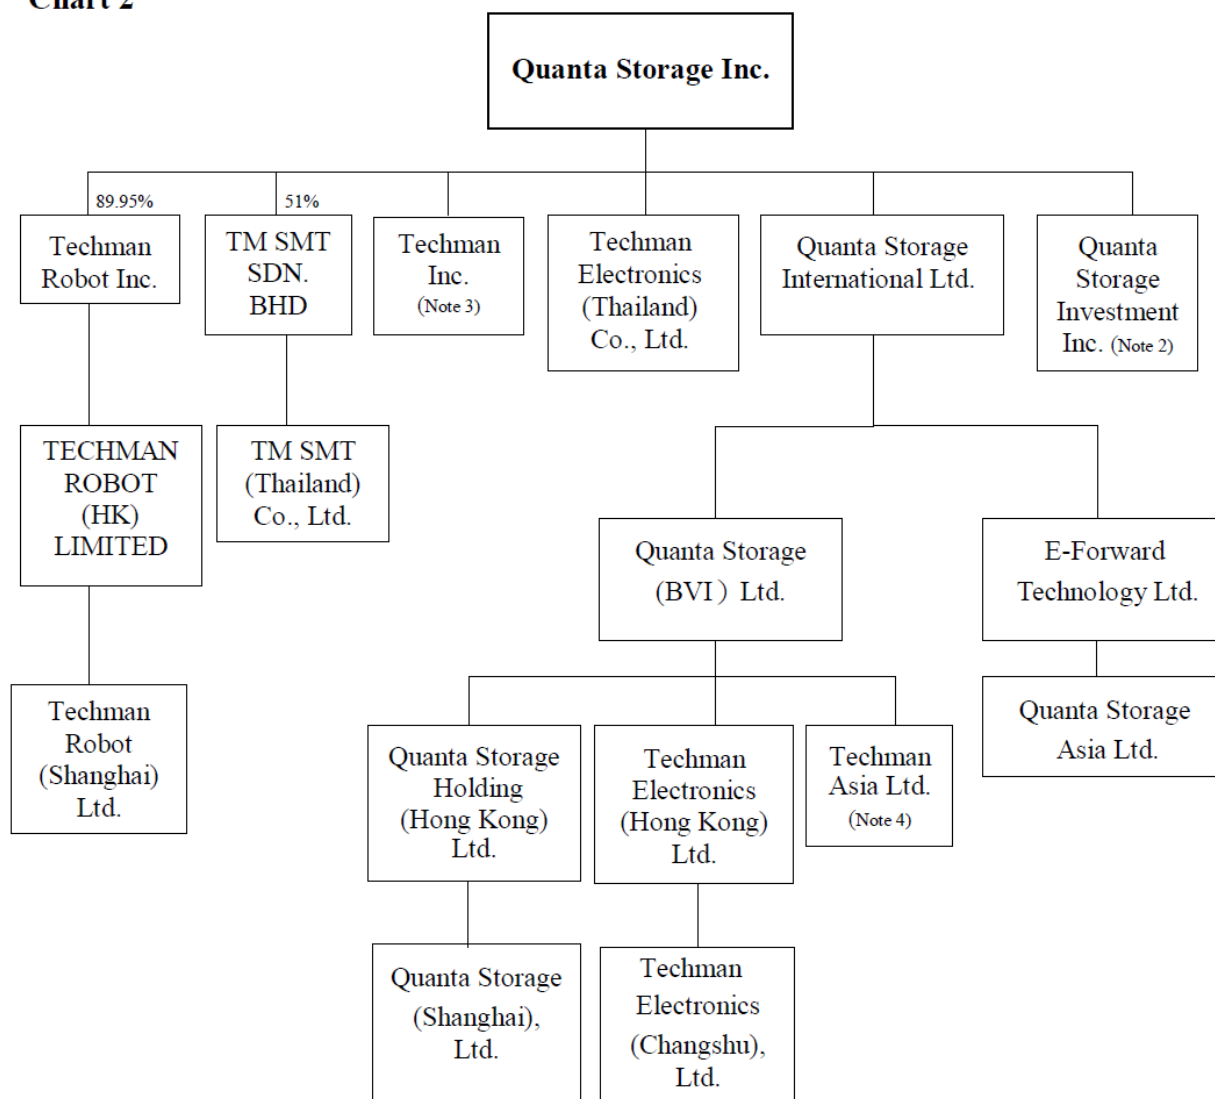 Chart 2
Quanta Storage Inc.
89.95%
51%
Techman
Robot Inc.
TM SMT
SDN.
BHD
Techman
Inc.
(Note 3)
Techman
Electronics
(Thailand)
Co., Ltd.
Quanta Storage
International Ltd.
Quanta
Storage
Investment
Inc. (Note 2)
TECHMAN
ROBOT
(HK)
LIMITED
TM SMT
(Thailand)
Co., Ltd.
Quanta Storage
(BVI) Ltd.
E-Forward
Technology Ltd.
Techman
Robot
(Shanghai)
Ltd.
Quanta Storage
Holding
(Hong Kong)
Ltd.
Techman
Electronics
(Hong Kong)
Ltd.
Techman
Asia Ltd.
(Note 4)
Quanta Storage
Asia Ltd.
Quanta Storage
(Shanghai),
Ltd.
Techman
Electronics
(Changshu),
Ltd.